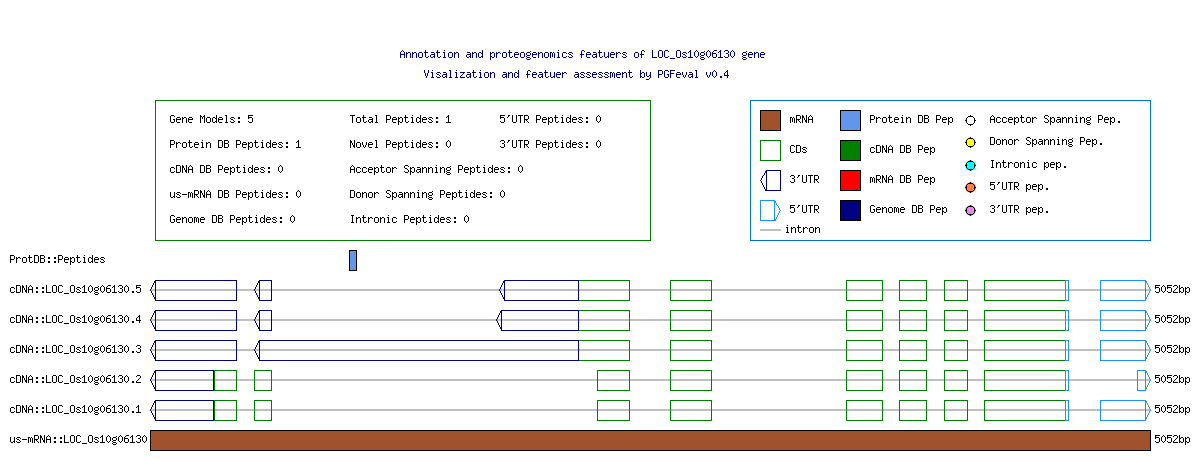 Annotation and proteogenomics featuers of LOC_Os10g06130 gene
Visalization and featuer assessment by PGFeval v0.4
Gene Models: 5 Total Peptides: 1 5'UTR Peptides: 0
Protein DB Peptides: 1 Novel Peptides: 0 3'UTR Peptides: 0
cDNA DB Peptides: 0 Acceptor Spanning Peptides: 0
us-mRNA DB Peptides: 0 Donor Spanning Peptides: 0
Genome DB Peptides: 0 Intronic Peptides: 0
mRNA Protein DB Pep Acceptor Spanning Pep.
CDs cDNA DB Pep Donor Spanning Pep.
3'UTR mRNA DB Pep Intronic pep.
5'UTR Genome DB Pep 5'UTR pep.
intron 3'UTR pep.
ProtDB::Peptides
cDNA::LOC_Os10g06130.5 5052bp
cDNA::LOC_Os10g06130.4 5052bp
cDNA::LOC_Os10g06130.3 5052bp
cDNA::LOC_Os10g06130.2 5052bp
cDNA::LOC_Os10g06130.1 5052bp
us-mRNA::LOC_Os10g06130 5052bp